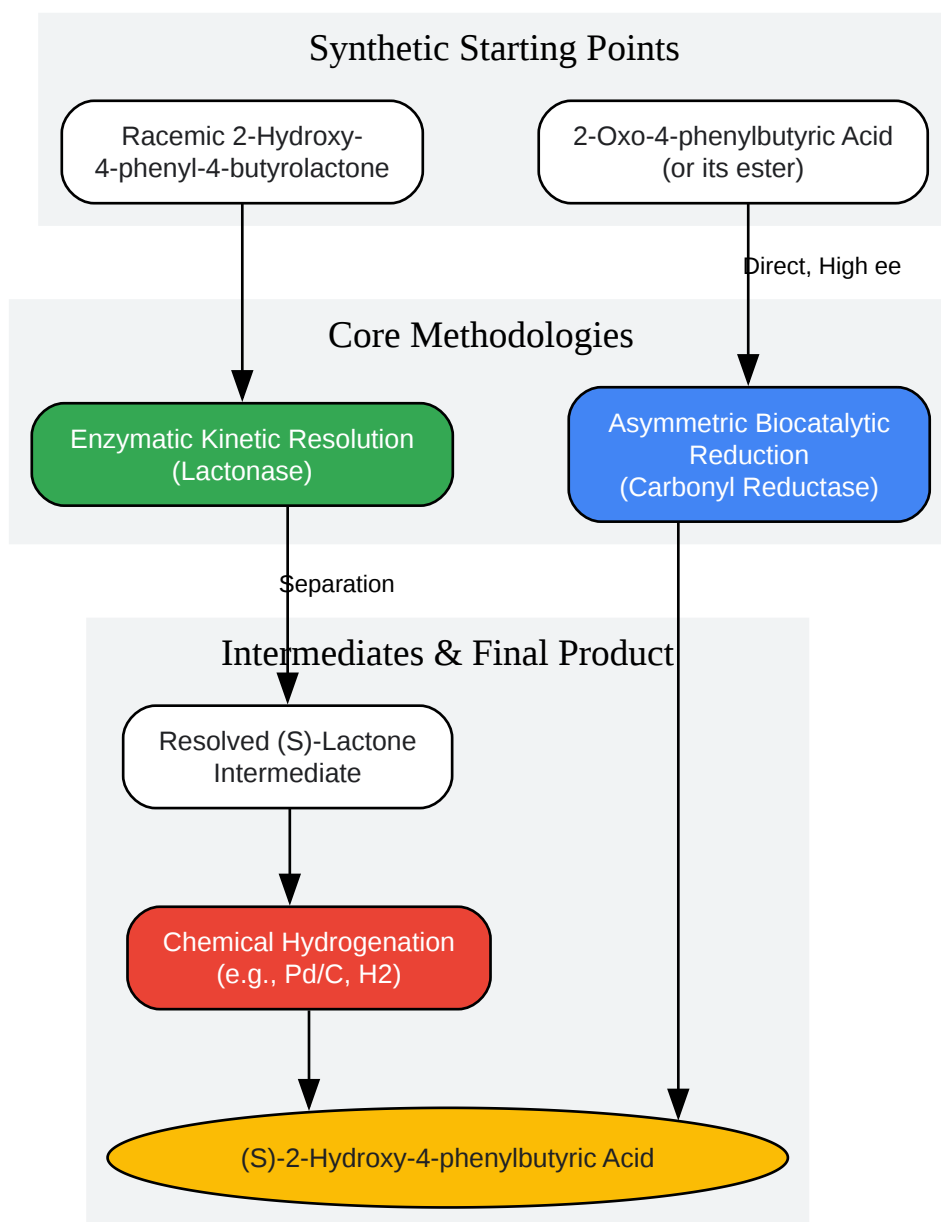 Synthetic Starting Points
Racemic 2-Hydroxy-
4-phenyl-4-butyrolactone
2-Oxo-4-phenylbutyric Acid
(or its ester)
Direct, High ee
Core Methodologies
Enzymatic Kinetic Resolution
(Lactonase)
Asymmetric Biocatalytic
Reduction
(Carbonyl Reductase)
Separation
Intermediates & Final Product
Resolved (S)-Lactone
Intermediate
Chemical Hydrogenation
(e.g., Pd/C, H2)
(S)-2-Hydroxy-4-phenylbutyric Acid